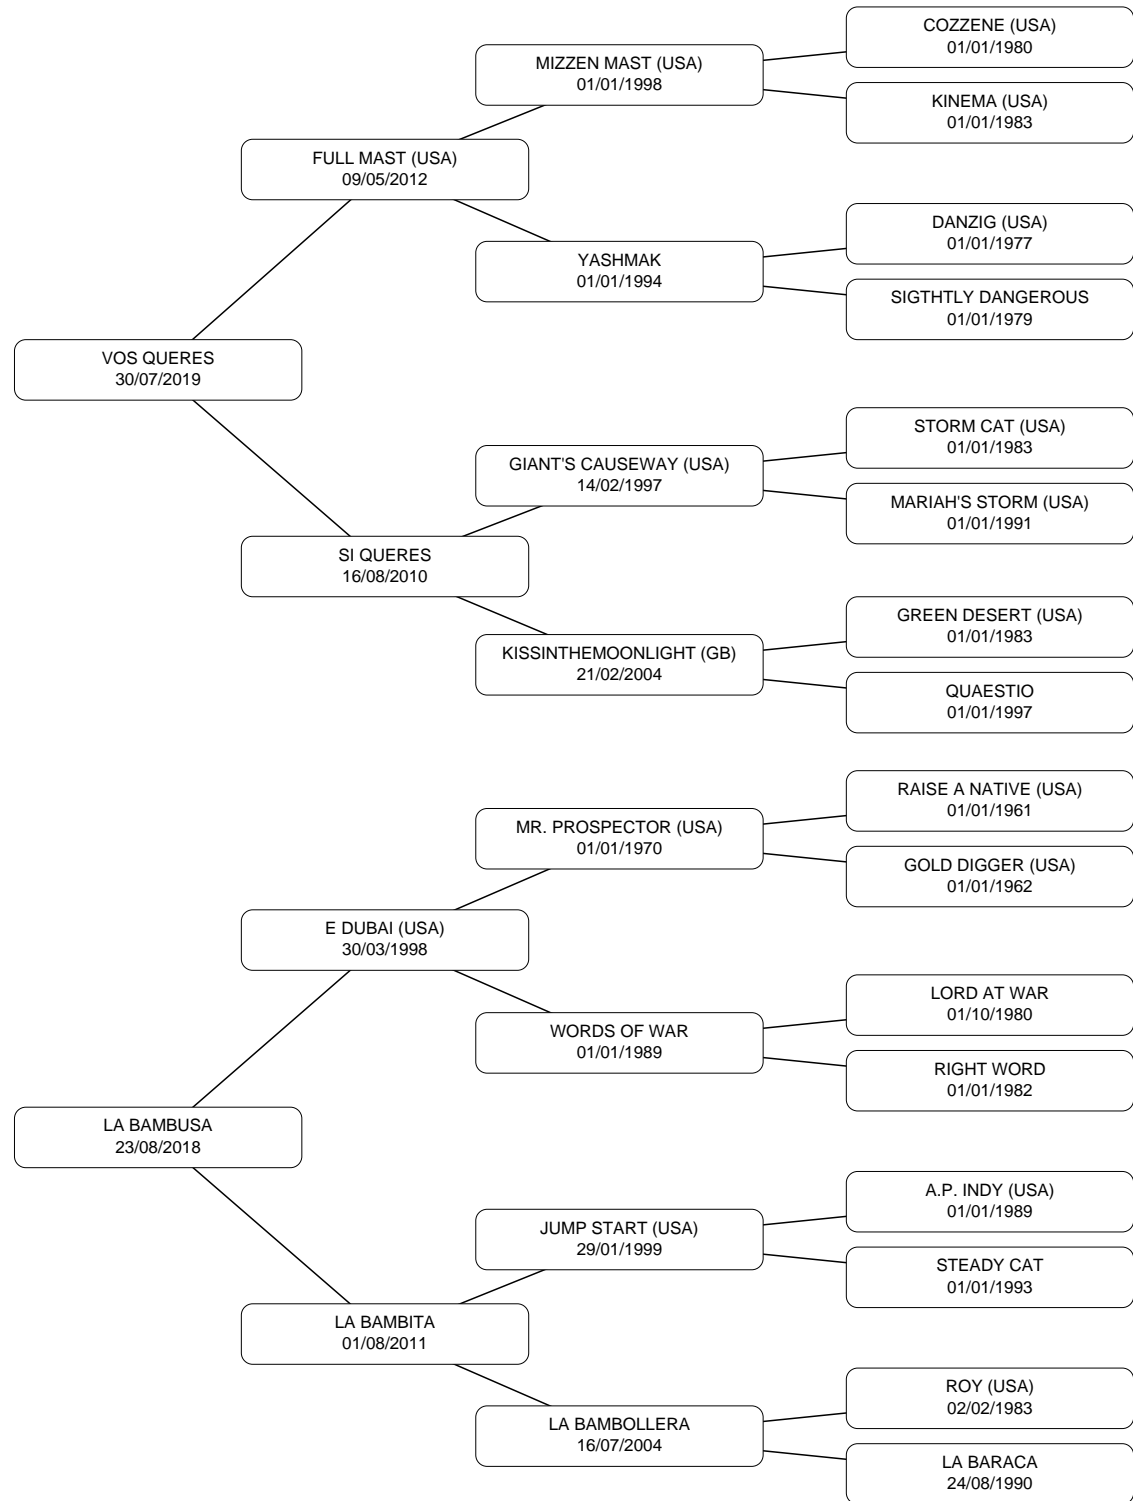 COZZENE (USA)
01/01/1980
MIZZEN MAST (USA)
01/01/1998
KINEMA (USA)
01/01/1983
FULL MAST (USA)
09/05/2012
DANZIG (USA)
01/01/1977
YASHMAK
01/01/1994
SIGTHTLY DANGEROUS
01/01/1979
VOS QUERES
30/07/2019
STORM CAT (USA)
01/01/1983
GIANT'S CAUSEWAY (USA)
14/02/1997
MARIAH'S STORM (USA)
01/01/1991
SI QUERES
16/08/2010
GREEN DESERT (USA)
01/01/1983
KISSINTHEMOONLIGHT (GB)
21/02/2004
QUAESTIO
01/01/1997
RAISE A NATIVE (USA)
01/01/1961
MR. PROSPECTOR (USA)
01/01/1970
GOLD DIGGER (USA)
01/01/1962
E DUBAI (USA)
30/03/1998
LORD AT WAR
01/10/1980
WORDS OF WAR
01/01/1989
RIGHT WORD
01/01/1982
LA BAMBUSA
23/08/2018
A.P. INDY (USA)
01/01/1989
JUMP START (USA)
29/01/1999
STEADY CAT
01/01/1993
LA BAMBITA
01/08/2011
ROY (USA)
02/02/1983
LA BAMBOLLERA
16/07/2004
LA BARACA
24/08/1990